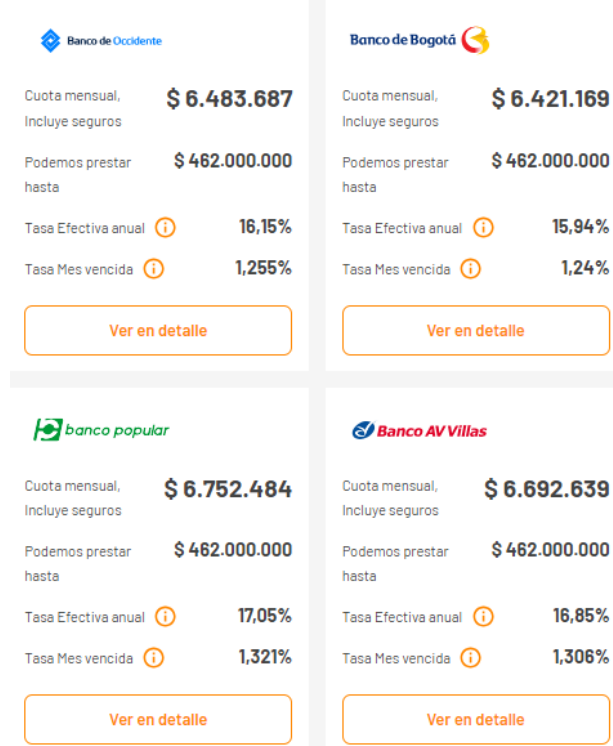 Banco de Occidente
Cuota mensual, $ 6.483.687
Incluye seguros
Podemos prestar $ 462.000.000
hasta
Tasa Efectiva anual 16,15%
Tasa Mes vencida 1,255%
Ver en detalle
Banco de Bogotá
Cuota mensual, $ 6.421.169
Incluye seguros
Podemos prestar $ 462.000.000
hasta
Tasa Efectiva anual 15,94%
Tasa Mes vencida 1,24%
Ver en detalle
banco popular
Cuota mensual, $ 6.752.484
Incluye seguros
Podemos prestar $ 462.000.000
hasta
Tasa Efectiva anual 17,05%
Tasa Mes vencida 1,321%
Ver en detalle
Banco AV Villas
Cuota mensual, $ 6.692.639
Incluye seguros
Podemos prestar $ 462.000.000
hasta
Tasa Efectiva anual 16,85%
Tasa Mes vencida 1,306%
Ver en detalle